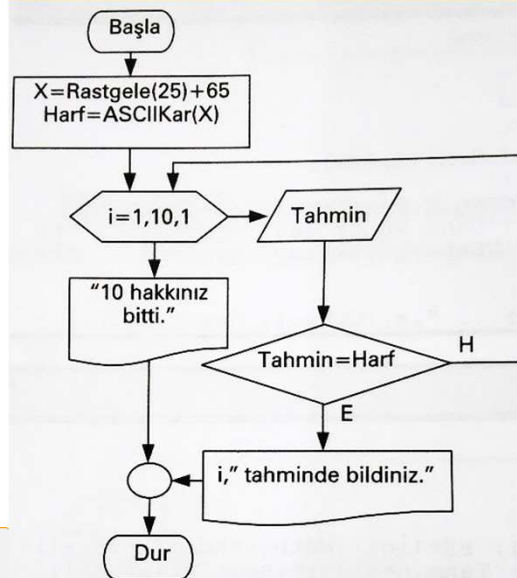 Başla
X=Rastgele(25)+65
Harf=ASCIIKar(X)
i=1,10,1
Tahmin
"10 hakkınız
bitti."
Tahmin=Harf
H
E
i," tahminde bildiniz."
Dur